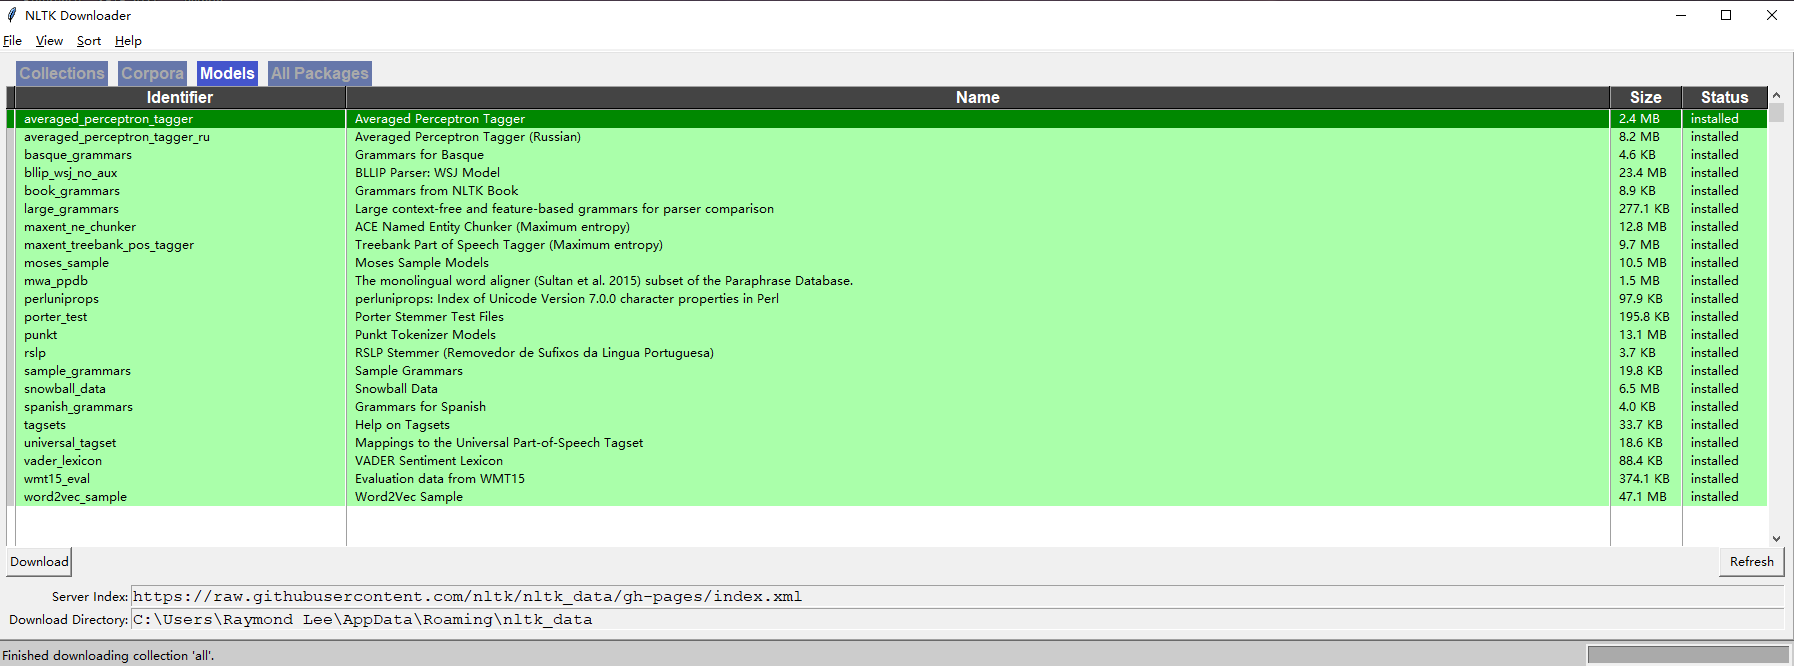 NLTK Downloader
File View Sort Help
Collections Corpora Models All Packages
Identifier Name Size Status
averaged_perceptron_tagger Averaged Perceptron Tagger 2.4 MB installed
averaged_perceptron_tagger_ru Averaged Perceptron Tagger (Russian) 8.2 MB installed
basque_grammars Grammars for Basque 4.6 KB installed
bllip_wsj_no_aux BLLIP Parser: WSJ Model 23.4 MB installed
book_grammars Grammars from NLTK Book 8.9 KB installed
large_grammars Large context-free and feature-based grammars for parser comparison 277.1 KB installed
maxent_ne_chunker ACE Named Entity Chunker (Maximum entropy) 12.8 MB installed
maxent_treebank_pos_tagger Treebank Part of Speech Tagger (Maximum entropy) 9.7 MB installed
moses_sample Moses Sample Models 10.5 MB installed
mwa_ppdb The monolingual word aligner (Sultan et al. 2015) subset of the Paraphrase Database. 1.5 MB installed
perluniprops perluniprops: Index of Unicode Version 7.0.0 character properties in Perl 97.9 KB installed
porter_test Porter Stemmer Test Files 195.8 KB installed
punkt Punkt Tokenizer Models 13.1 MB installed
rslp RSLP Stemmer (Removedor de Sufixos da Lingua Portuguesa) 3.7 KB installed
sample_grammars Sample Grammars 19.8 KB installed
snowball_data Snowball Data 6.5 MB installed
spanish_grammars Grammars for Spanish 4.0 KB installed
tagsets Help on Tagsets 33.7 KB installed
universal_tagset Mappings to the Universal Part-of-Speech Tagset 18.6 KB installed
vader_lexicon VADER Sentiment Lexicon 88.4 KB installed
wmt15_eval Evaluation data from WMT15 374.1 KB installed
word2vec_sample Word2Vec Sample 47.1 MB installed
Download Refresh
Server Index: https://raw.githubusercontent.com/nltk/nltk_data/gh-pages/index.xml
Download Directory: C:\Users\Raymond Lee\AppData\Roaming\nltk_data
Finished downloading collection 'all'.